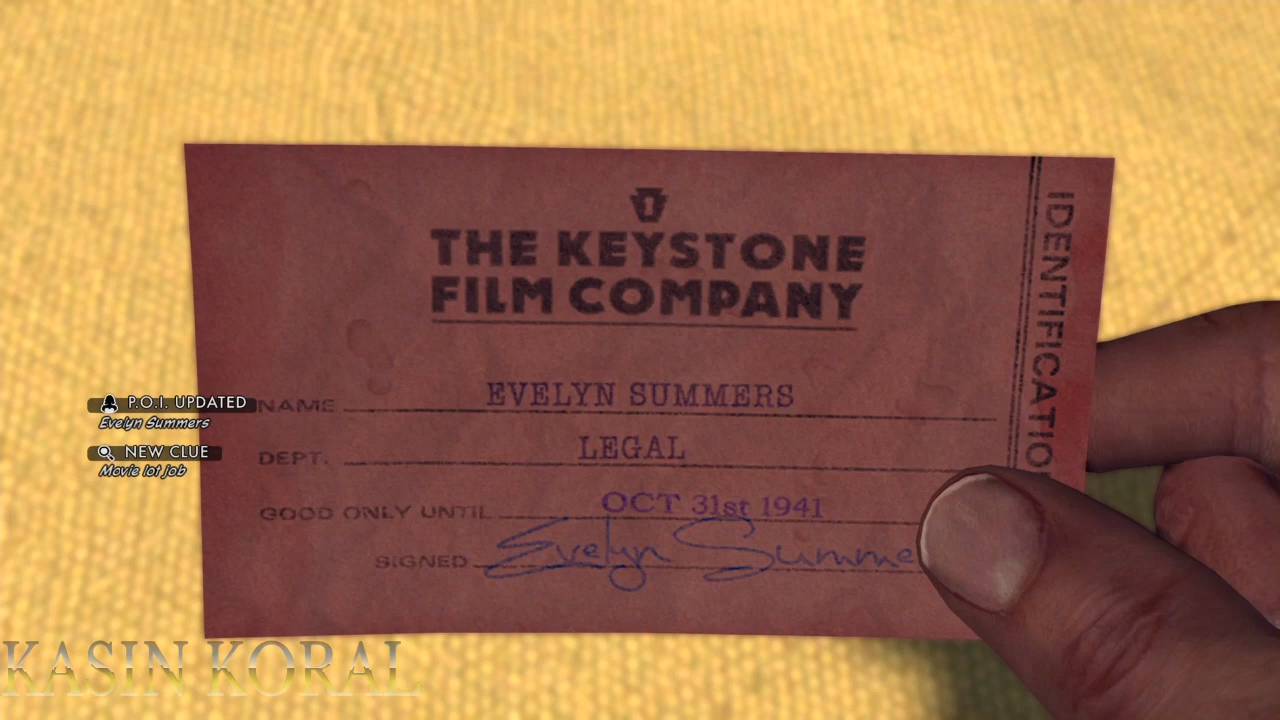 THE KEYSTONE
FILM COMPANY
IDENTIFICATIO
NAME EVELYN SUMMERS
DEPT. LEGAL
GOOD ONLY UNTIL OCT 31st 1941
SIGNED Evelyn Summe
P.O.I. UPDATED
Evelyn Summers
NEW CLUE
Movie lot job
KASIN KORAL